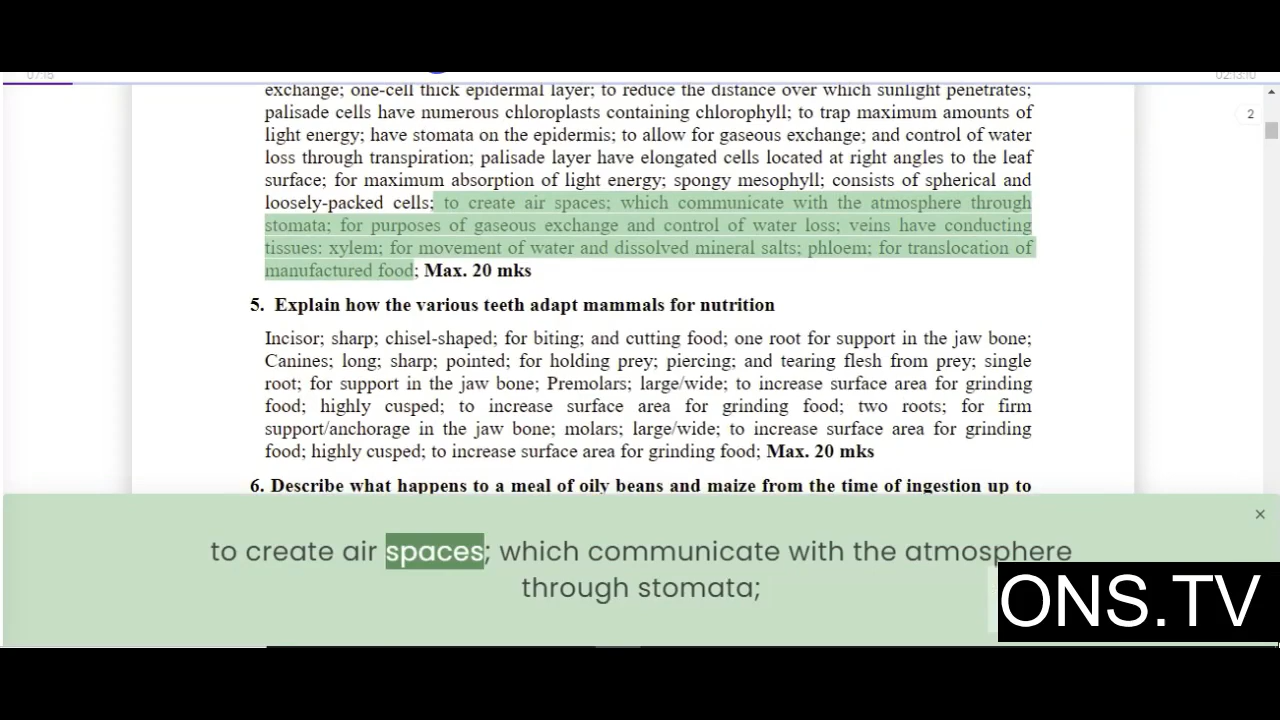 07:15
02:13:10
exchange; one-cell thick epidermal layer; to reduce the distance over which sunlight penetrates;
2
palisade cells have numerous chloroplasts containing chlorophyll; to trap maximum amounts of
light energy; have stomata on the epidermis; to allow for gaseous exchange; and control of water
loss through transpiration; palisade layer have elongated cells located at right angles to the leaf
surface; for maximum absorption of light energy; spongy mesophyll; consists of spherical and
loosely-packed cells; to create air spaces; which communicate with the atmosphere through
stomata; for purposes of gaseous exchange and control of water loss; veins have conducting
tissues: xylem; for movement of water and dissolved mineral salts; phloem; for translocation of
manufactured food; Max. 20 mks
5. Explain how the various teeth adapt mammals for nutrition
Incisor; sharp; chisel-shaped; for biting; and cutting food; one root for support in the jaw bone;
Canines; long; sharp; pointed; for holding prey; piercing; and tearing flesh from prey; single
root; for support in the jaw bone; Premolars; large/wide; to increase surface area for grinding
food; highly cusped; to increase surface area for grinding food; two roots; for firm
support/anchorage in the jaw bone; molars; large/wide; to increase surface area for grinding
food; highly cusped; to increase surface area for grinding food; Max. 20 mks
6. Describe what happens to a meal of oily beans and maize from the time of ingestion up to
to create air spaces; which communicate with the atmosphere
through stomata;
ONS.TV